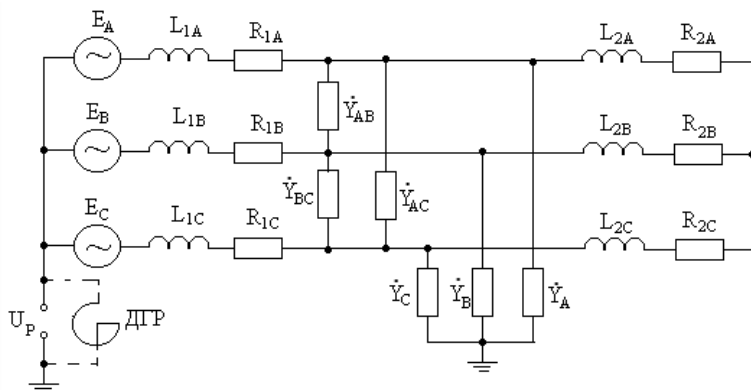 E_A L_1A R_1A L_2A R_2A
Ẏ_AB
E_B L_1B R_1B L_2B R_2B
Ẏ_BC Ẏ_AC
E_C L_1C R_1C L_2C R_2C
Ẏ_C Ẏ_B Ẏ_A
U_P ДГР